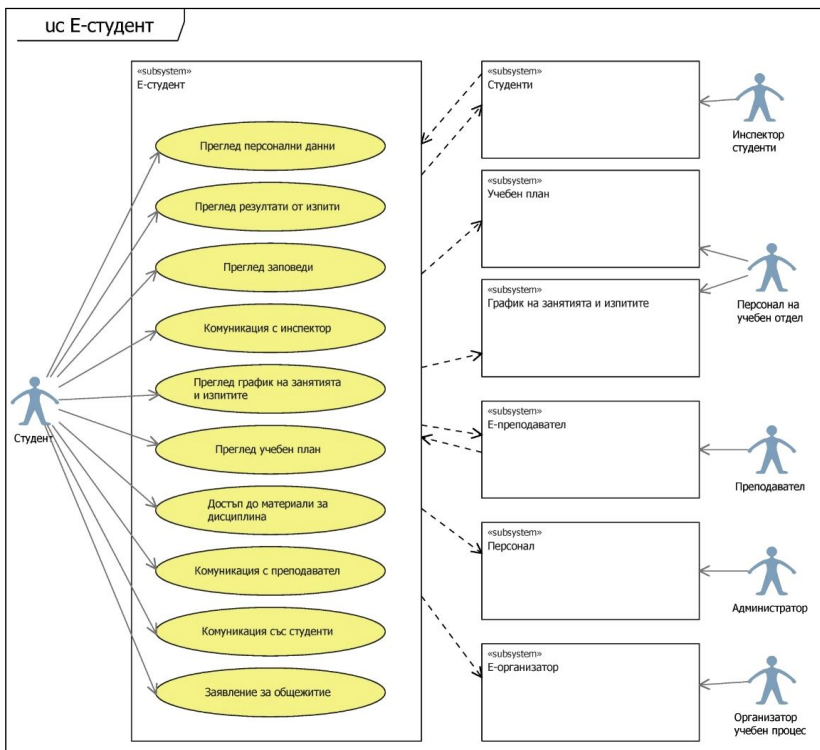 uc Е-студент
«subsystem»
Е-студент
Преглед персонални данни
Преглед резултати от изпити
Преглед заповеди
Комуникация с инспектор
Преглед график на занятията
и изпитите
Преглед учебен план
Достъп до материали за
дисциплина
Комуникация с преподавател
Комуникация със студенти
Заявление за общежитие
Студент
«subsystem»
Студенти
«subsystem»
Учебен план
«subsystem»
График на занятията и изпитите
«subsystem»
Е-преподавател
«subsystem»
Персонал
«subsystem»
Е-организатор
Инспектор
студенти
Персонал на
учебен отдел
Преподавател
Администратор
Организатор
учебен процес